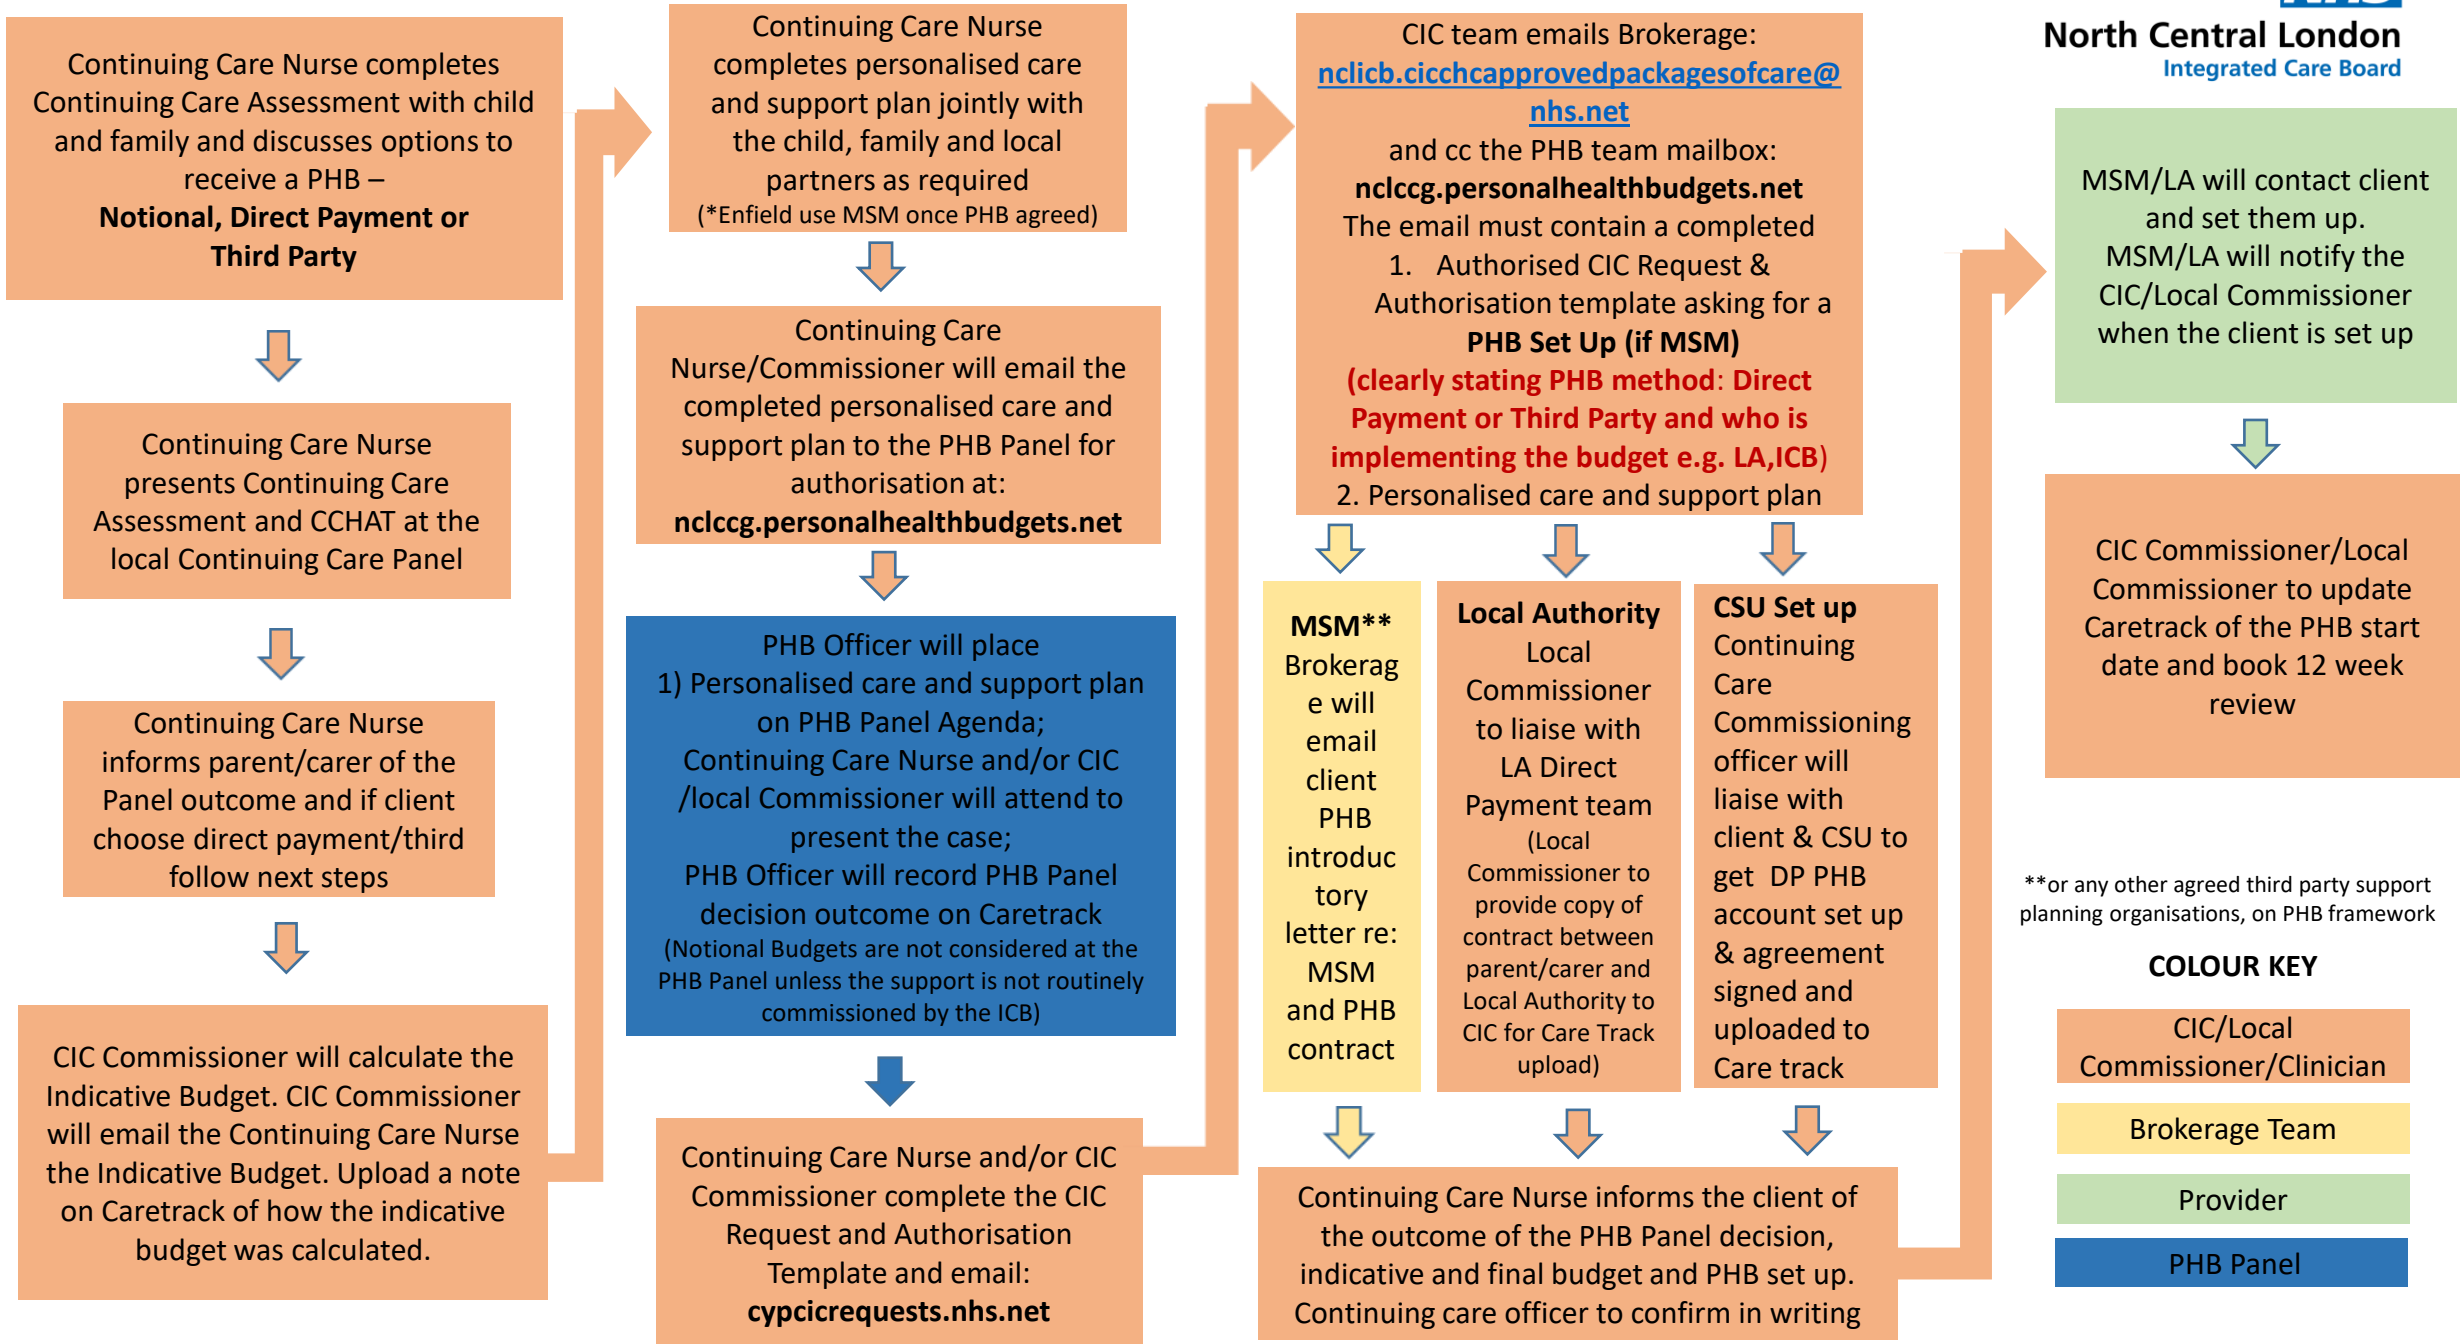 Continuing Care Nurse completes
Continuing Care Assessment with child
and family and discusses options to
receive a PHB –
Notional, Direct Payment or
Third Party
Continuing Care Nurse
presents Continuing Care
Assessment and CCHAT at the
local Continuing Care Panel
Continuing Care Nurse
informs parent/carer of the
Panel outcome and if client
choose direct payment/third
follow next steps
CIC Commissioner will calculate the
Indicative Budget. CIC Commissioner
will email the Continuing Care Nurse
the Indicative Budget. Upload a note
on Caretrack of how the indicative
budget was calculated.
Continuing Care Nurse
completes personalised care
and support plan jointly with
the child, family and local
partners as required
(*Enfield use MSM once PHB agreed)
Continuing Care
Nurse/Commissioner will email the
completed personalised care and
support plan to the PHB Panel for
authorisation at:
nclccg.personalhealthbudgets.net
PHB Officer will place
1) Personalised care and support plan
on PHB Panel Agenda;
Continuing Care Nurse and/or CIC
/local Commissioner will attend to
present the case;
PHB Officer will record PHB Panel
decision outcome on Caretrack
(Notional Budgets are not considered at the
PHB Panel unless the support is not routinely
commissioned by the ICB)
Continuing Care Nurse and/or CIC
Commissioner complete the CIC
Request and Authorisation
Template and email:
cypcicrequests.nhs.net
CIC team emails Brokerage:
nclicb.cicchcapprovedpackagesofcare@
nhs.net
and cc the PHB team mailbox:
nclccg.personalhealthbudgets.net
The email must contain a completed
1. Authorised CIC Request &
Authorisation template asking for a
PHB Set Up (if MSM)
(clearly stating PHB method: Direct
Payment or Third Party and who is
implementing the budget e.g. LA,ICB)
2. Personalised care and support plan
MSM**
Brokerag
e will
email
client
PHB
introduc
tory
letter re:
MSM
and PHB
contract
Local Authority
Local
Commissioner
to liaise with
LA Direct
Payment team
(Local
Commissioner to
provide copy of
contract between
parent/carer and
Local Authority to
CIC for Care Track
upload)
CSU Set up
Continuing
Care
Commissioning
officer will
liaise with
client & CSU to
get DP PHB
account set up
& agreement
signed and
uploaded to
Care track
Continuing Care Nurse informs the client of
the outcome of the PHB Panel decision,
indicative and final budget and PHB set up.
Continuing care officer to confirm in writing
NHS
North Central London
Integrated Care Board
MSM/LA will contact client
and set them up.
MSM/LA will notify the
CIC/Local Commissioner
when the client is set up
CIC Commissioner/Local
Commissioner to update
Caretrack of the PHB start
date and book 12 week
review
**or any other agreed third party support
planning organisations, on PHB framework
COLOUR KEY
CIC/Local
Commissioner/Clinician
Brokerage Team
Provider
PHB Panel